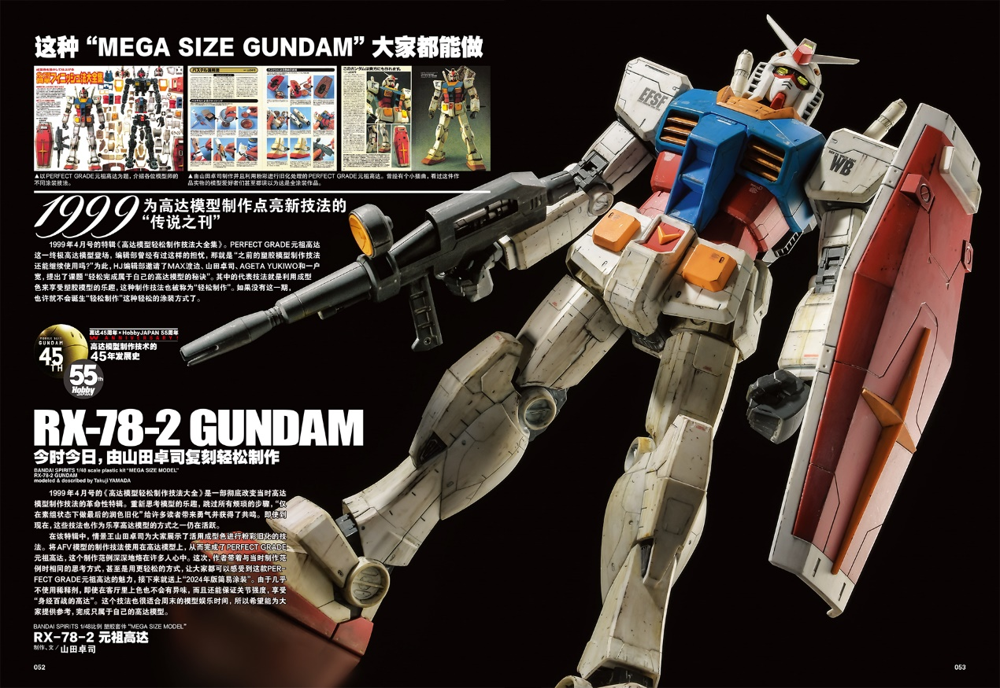 这种 “MEGA SIZE GUNDAM” 大家都能做
パステル活用法
このガンダムは貴方にも作れます。
▲以PERFECT GRADE元祖高达为题，介绍各位模型师的
不同涂装技法。
▲由山田卓司制作并且利用粉彩进行旧化处理的PERFECT GRADE元祖高达。曾经有个小插曲，看过这件作
品实物的模型爱好者们甚至都误以为这是全涂装作品。
1999
为高达模型制作点亮新技法的
“传说之刊”
1999年4月号的特辑《高达模型轻松制作技法大全集》。PERFECT GRADE元祖高达
这一终极高达模型登场，编辑部曾经有过这样的担忧，那就是“之前的塑胶模型制作技法
还能继续使用吗？”为此，HJ编辑部邀请了MAX渡边、山田卓司、AGETA YUKIWO和一户
宽，提出了课题“轻松完成属于自己的高达模型的秘诀”。其中的代表技法就是利用成型
色来享受塑胶模型的乐趣，这种制作技法也被称为“轻松制作”。如果没有这一期，
也许就不会诞生“轻松制作”这种轻松的涂装方式了。
MOBILE SUIT
GUNDAM
45TH
55th
Hobby
JAPAN
高达45周年×HobbyJAPAN 55周年
W ANNIVERSARY!
高达模型制作技术的
45年发展史
RX-78-2 GUNDAM
今时今日，由山田卓司复刻轻松制作
BANDAI SPIRITS 1/48 scale plastic kit “MEGA SIZE MODEL”
RX-78-2 GUNDAM
modeled & described by Takuji YAMADA
1999年4月号的《高达模型轻松制作技法大全》是一部彻底改变当时高达
模型制作技法的革命性特辑。重新思考模型的乐趣，跳过所有烦琐的步骤，“仅
在素组状态下做最后的润色旧化”给许多读者带来勇气并获得了共鸣。即使到
现在，这些技法也作为乐享高达模型的方式之一仍在活跃。
在该特辑中，情景王山田卓司为大家展示了活用成型色进行粉彩旧化的技
法。将AFV模型的制作技法使用在高达模型上，从而完成了PERFECT GRADE
元祖高达，这个制作范例深深地烙在许多人心中。这次，作者带着与当时制作范
例时相同的思考方式，甚至是用更轻松的方式，让大家都可以感受到这款PER-
FECT GRADE元祖高达的魅力，接下来就送上“2024年版简易涂装”。由于几乎
不使用稀释剂，即使在客厅里上色也不会有异味，而且还能保证关节强度，享受
“身经百战的高达”。这个技法也很适合周末的模型娱乐时间，所以希望能为大
家提供参考，完成只属于自己的高达模型。
BANDAI SPIRITS 1/48比例 塑胶套件 “MEGA SIZE MODEL”
RX-78-2 元祖高达
制作、文／山田卓司
052
EFSF
WB
053